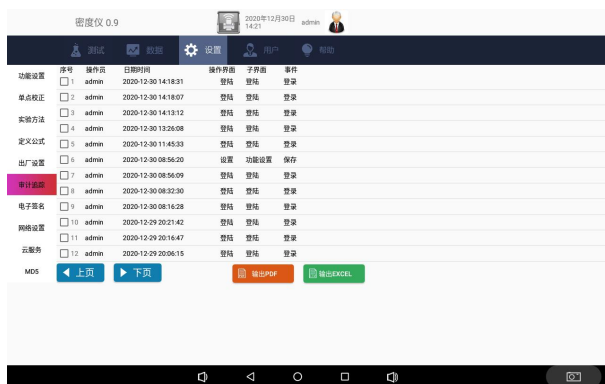 密度仪 0.9
2020年12月30日
14:21
admin
测试 数据 设置 用户 帮助
功能设置
单点校正
实验方法
定义公式
出厂设置
审计追踪
电子签名
网络设置
云服务
MD5
序号 操作员 日期时间 操作界面 子界面 事件
1 admin 2020-12-30 14:18:31 登陆 登陆 登录
2 admin 2020-12-30 14:18:07 登陆 登陆 登录
3 admin 2020-12-30 14:13:12 登陆 登陆 登录
4 admin 2020-12-30 13:26:08 登陆 登陆 登录
5 admin 2020-12-30 11:45:33 登陆 登陆 登录
6 admin 2020-12-30 08:56:20 设置 功能设置 保存
7 admin 2020-12-30 08:56:09 登陆 登陆 登录
8 admin 2020-12-30 08:32:30 登陆 登陆 登录
9 admin 2020-12-30 08:16:28 登陆 登陆 登录
10 admin 2020-12-29 20:21:42 登陆 登陆 登录
11 admin 2020-12-29 20:16:47 登陆 登陆 登录
12 admin 2020-12-29 20:06:15 登陆 登陆 登录
上页 下页 输出PDF 输出EXCEL